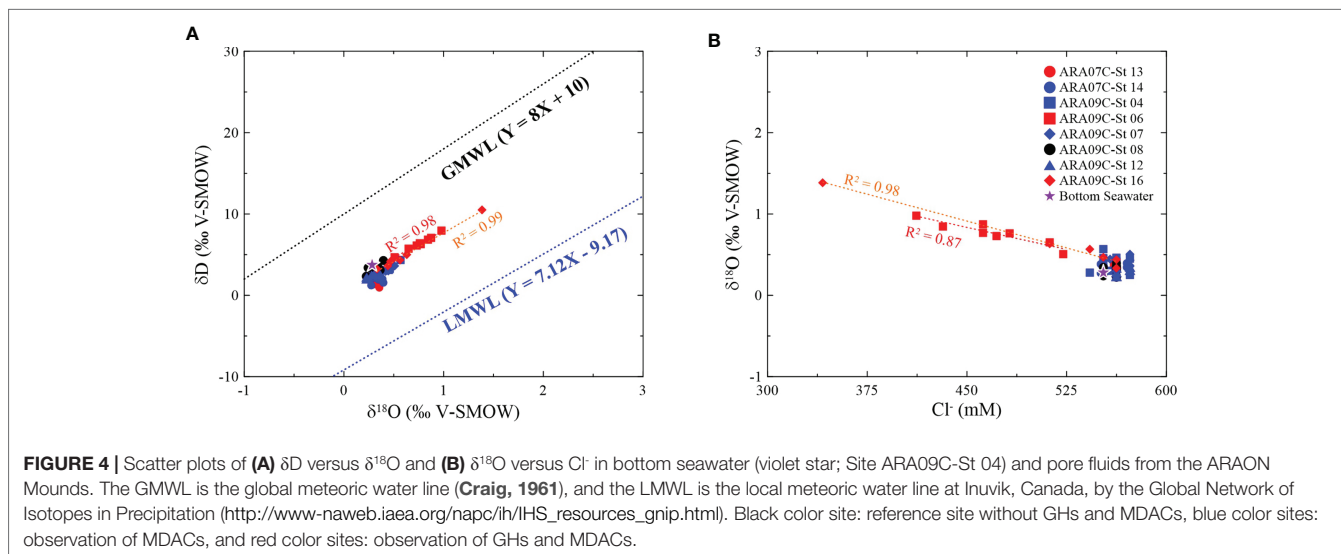 A
B
30
20
10
0
-10
-1
0
1
2
3
δD (‰ V-SMOW)
δ¹⁸O (‰ V-SMOW)
GMWL (Y = 8X + 10)
R² = 0.98
R² = 0.99
LMWL (Y = 7.12X - 9.17)
3
2
1
0
-1
300
375
450
525
600
δ¹⁸O (‰ V-SMOW)
Cl⁻ (mM)
R² = 0.98
R² = 0.87
ARA07C-St 13
ARA07C-St 14
ARA09C-St 04
ARA09C-St 06
ARA09C-St 07
ARA09C-St 08
ARA09C-St 12
ARA09C-St 16
Bottom Seawater
FIGURE 4 | Scatter plots of (A) δD versus δ¹⁸O and (B) δ¹⁸O versus Cl⁻ in bottom seawater (violet star; Site ARA09C-St 04) and pore fluids from the ARAON
Mounds. The GMWL is the global meteoric water line (Craig, 1961), and the LMWL is the local meteoric water line at Inuvik, Canada, by the Global Network of
Isotopes in Precipitation (http://www-naweb.iaea.org/napc/ih/IHS_resources_gnip.html). Black color site: reference site without GHs and MDACs, blue color sites:
observation of MDACs, and red color sites: observation of GHs and MDACs.